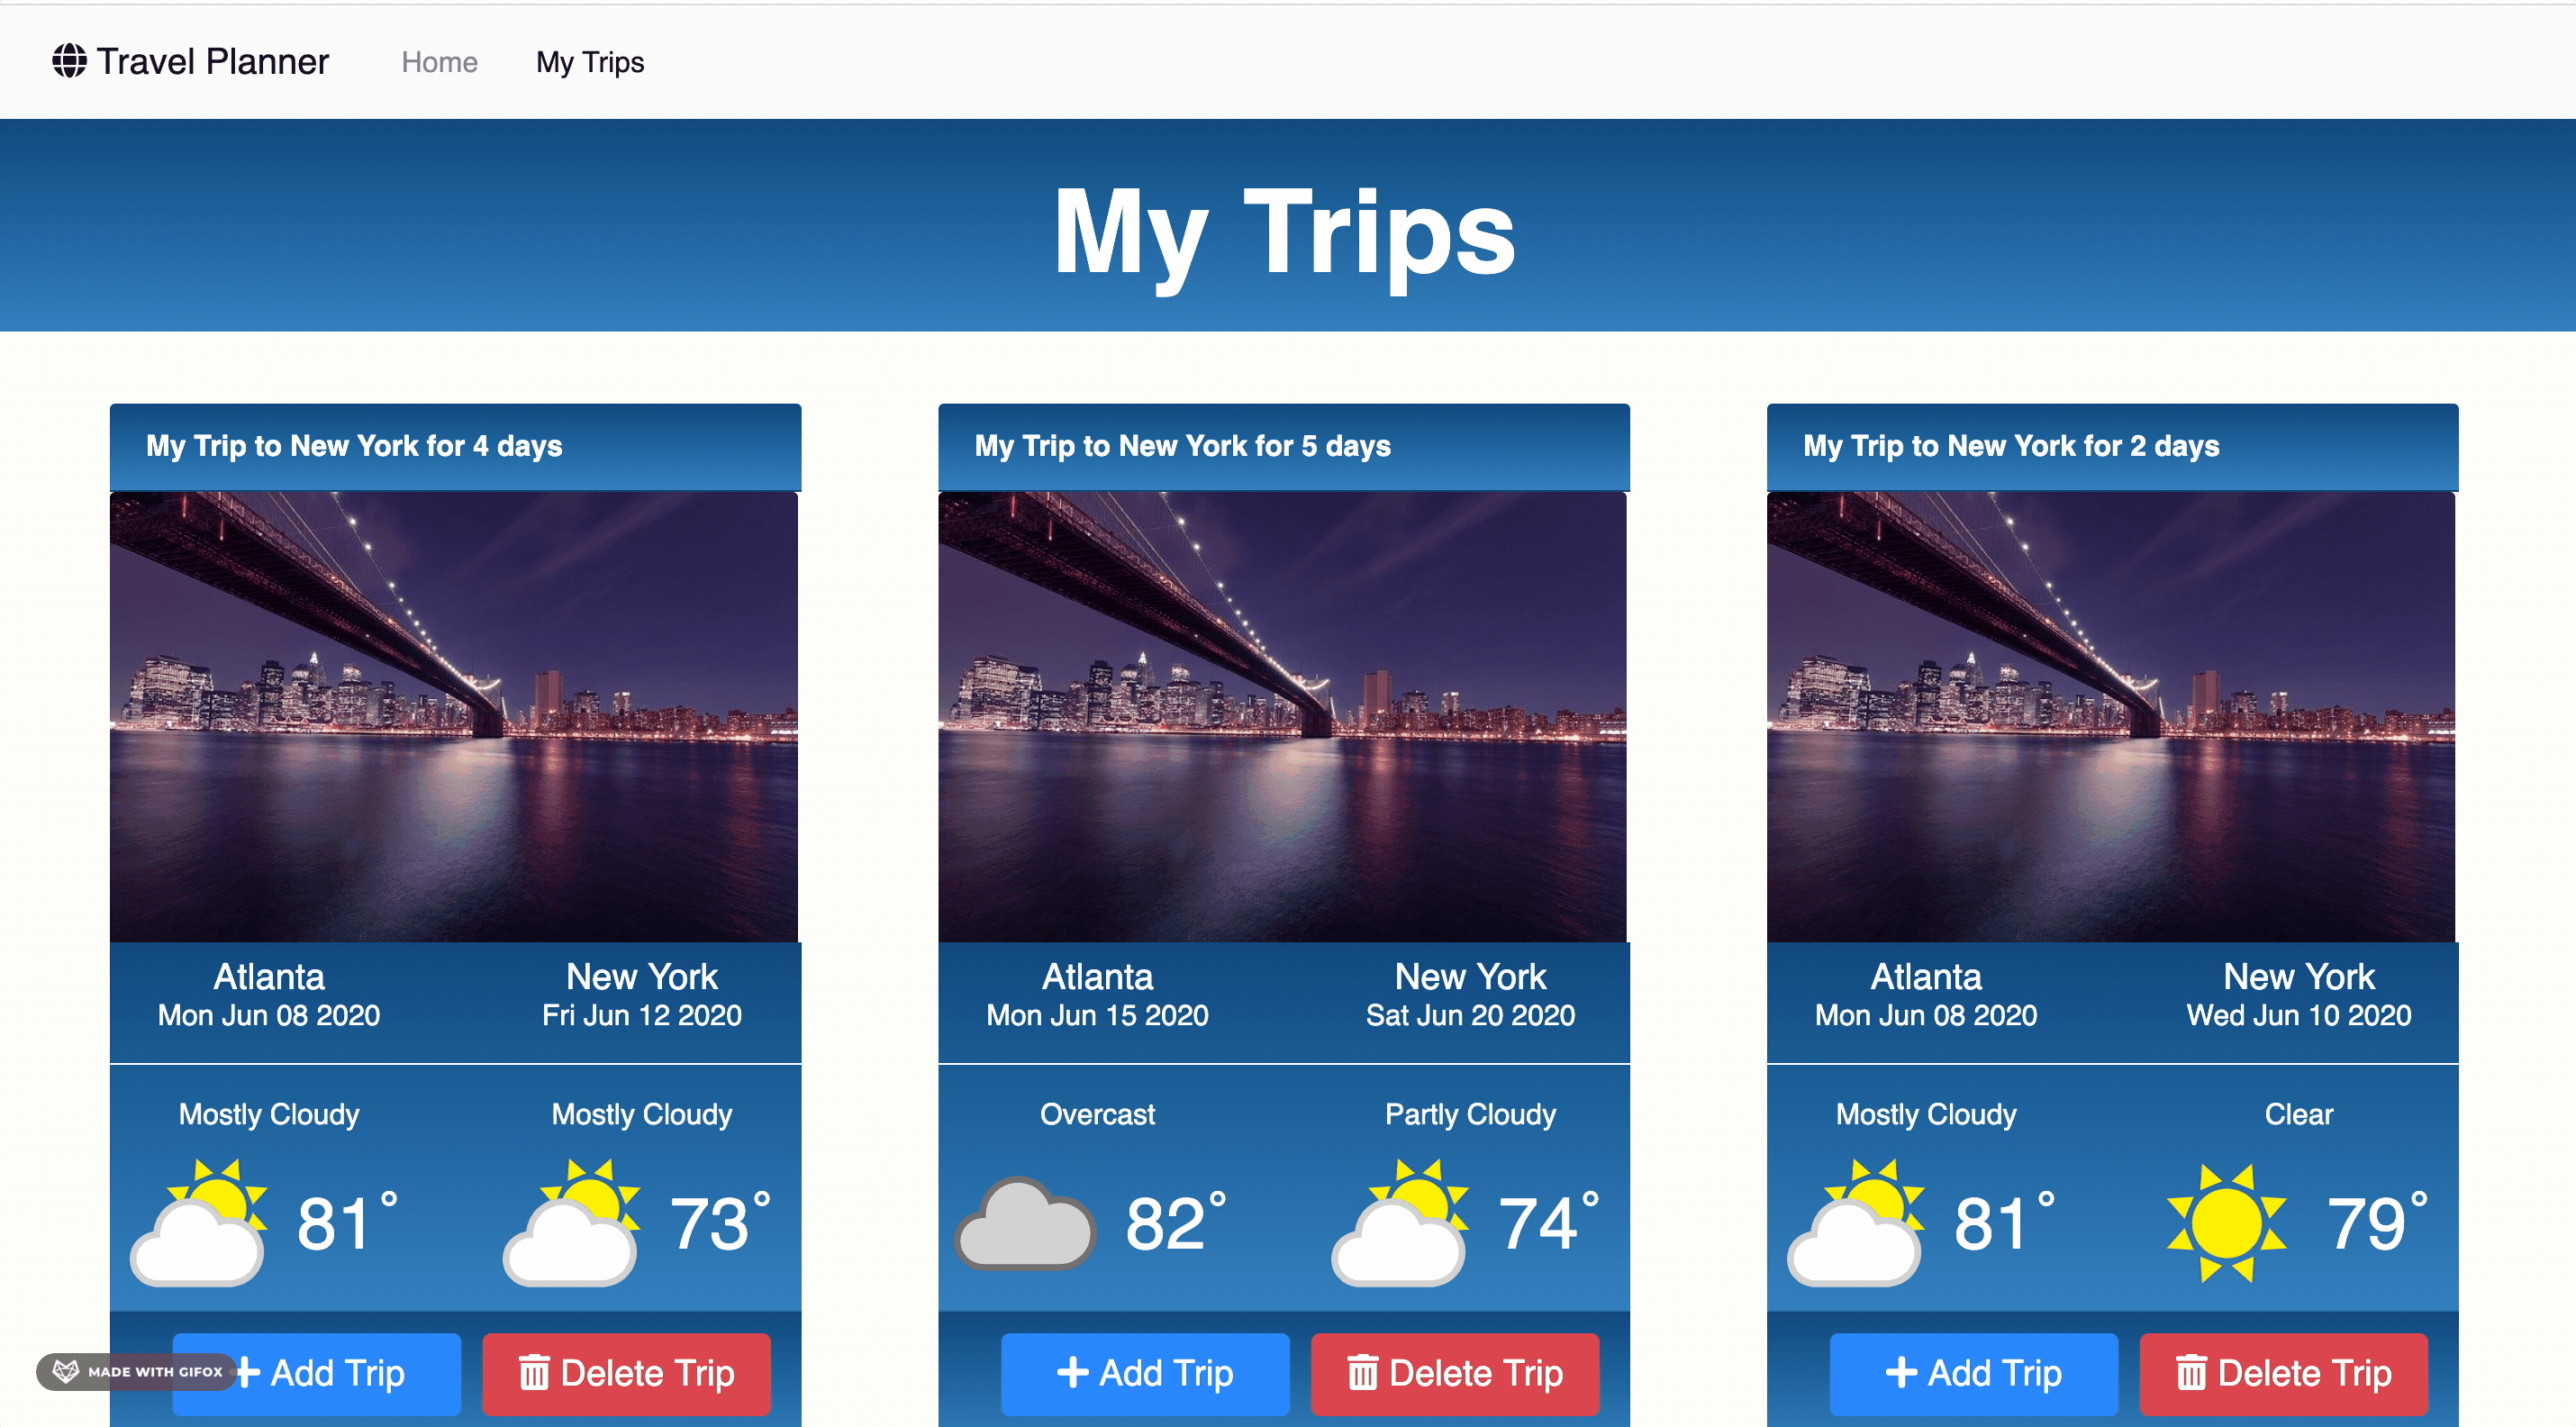 Travel Planner Home My Trips
My Trips
My Trip to New York for 4 days
Atlanta New York
Mon Jun 08 2020 Fri Jun 12 2020
Mostly Cloudy Mostly Cloudy
81° 73°
+ Add Trip Delete Trip
My Trip to New York for 5 days
Atlanta New York
Mon Jun 15 2020 Sat Jun 20 2020
Overcast Partly Cloudy
82° 74°
+ Add Trip Delete Trip
My Trip to New York for 2 days
Atlanta New York
Mon Jun 08 2020 Wed Jun 10 2020
Mostly Cloudy Clear
81° 79°
+ Add Trip Delete Trip
MADE WITH GIFOX